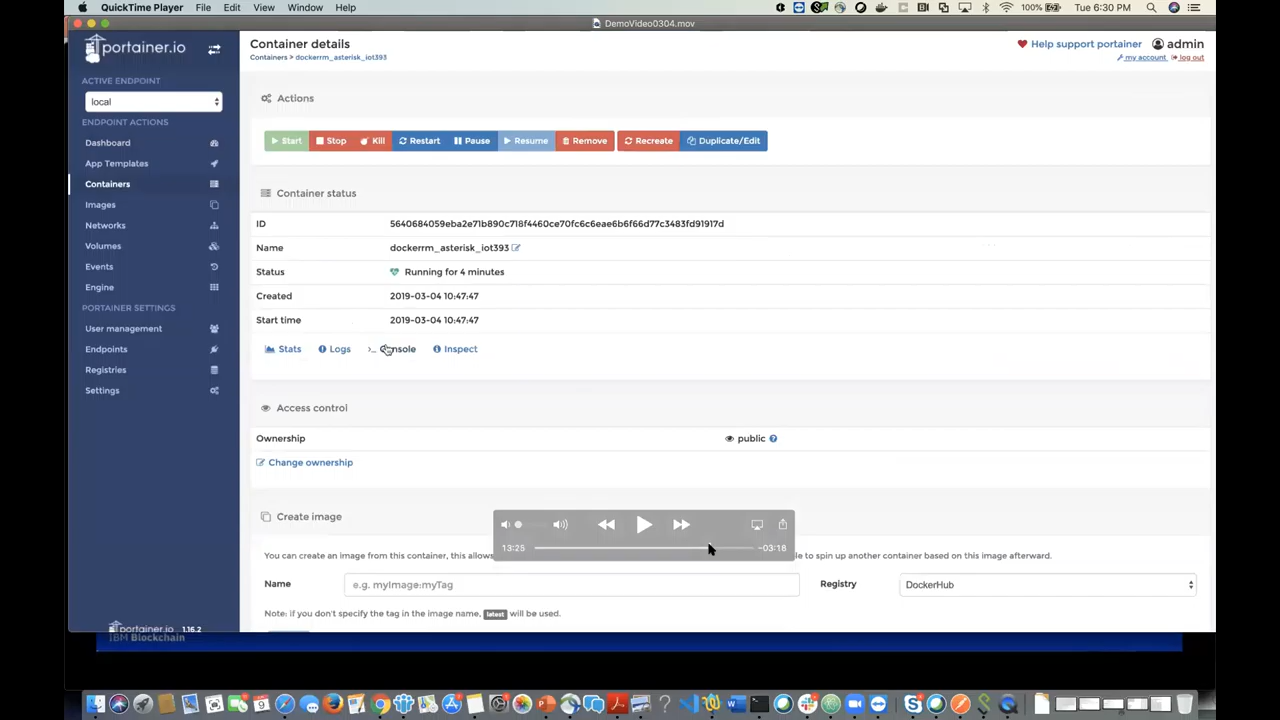 QuickTime Player File Edit View Window Help 100% Tue 6:30 PM
DemoVideo0304.mov
portainer.io
Container details
Containers > dockerrm_asterisk_iot393
Help support portainer admin
my account log out
ACTIVE ENDPOINT
local
ENDPOINT ACTIONS
Dashboard
App Templates
Containers
Images
Networks
Volumes
Events
Engine
PORTAINER SETTINGS
User management
Endpoints
Registries
Settings
portainer.io 1.16.2
Actions
Start Stop Kill Restart Pause Resume Remove Recreate Duplicate/Edit
Container status
ID 5640684059eba2e71b890c718f4460ce70fc6c6eae6b6f66d77c3483fd91917d
Name dockerrm_asterisk_iot393
Status Running for 4 minutes
Created 2019-03-04 10:47:47
Start time 2019-03-04 10:47:47
Stats Logs >_ Console Inspect
Access control
Ownership public
Change ownership
Create image
13:25 -03:16
You can create an image from this container, this allows le to spin up another container based on this image afterward.
Name e.g. myImage:myTag Registry DockerHub
Note: if you don't specify the tag in the image name, latest will be used.
IBM Blockchain